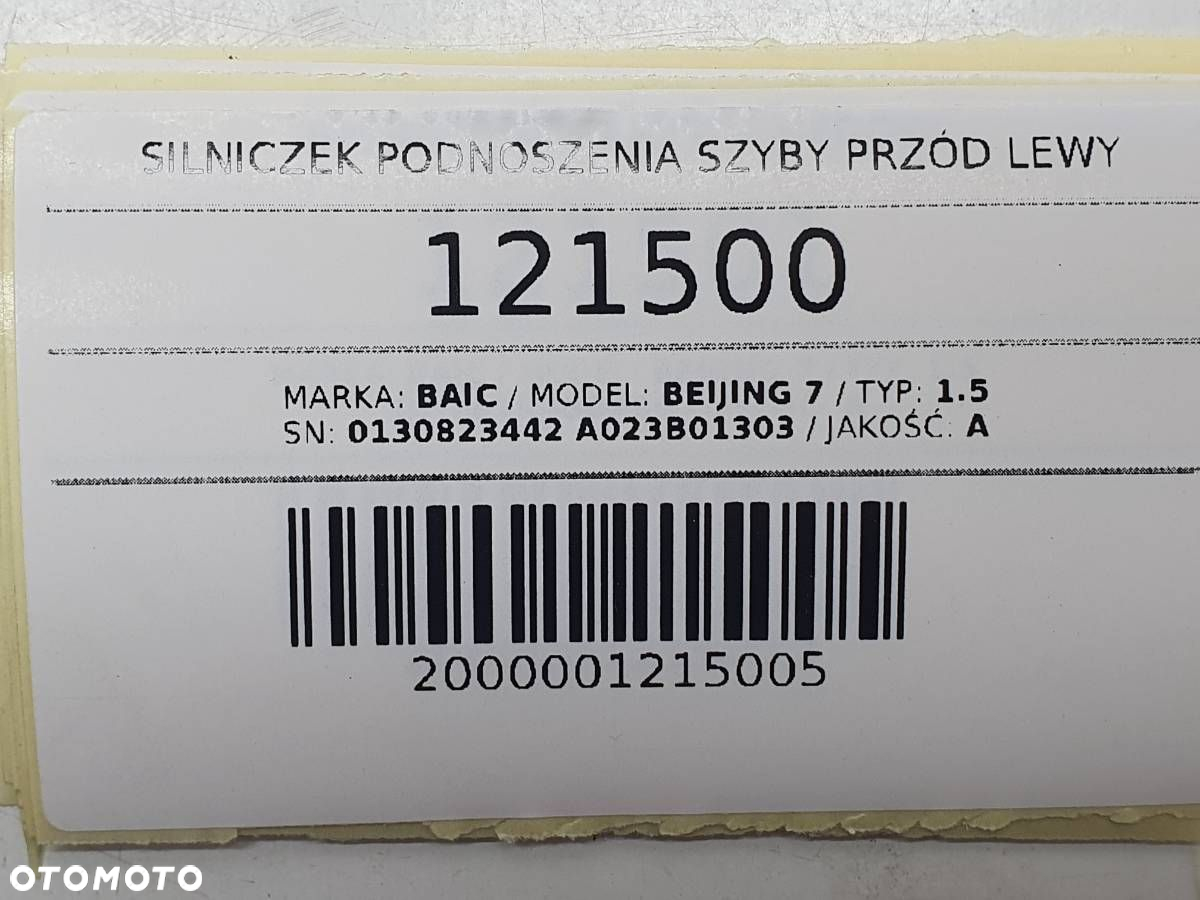 SILNICZEK PODNOSZENIA SZYBY PRZÓD LEWY
121500
MARKA: BAIC / MODEL: BEIJING 7 / TYP: 1.5
SN: 0130823442 A023B01303 / JAKOŚĆ: A
2000001215005
OTOMOTO